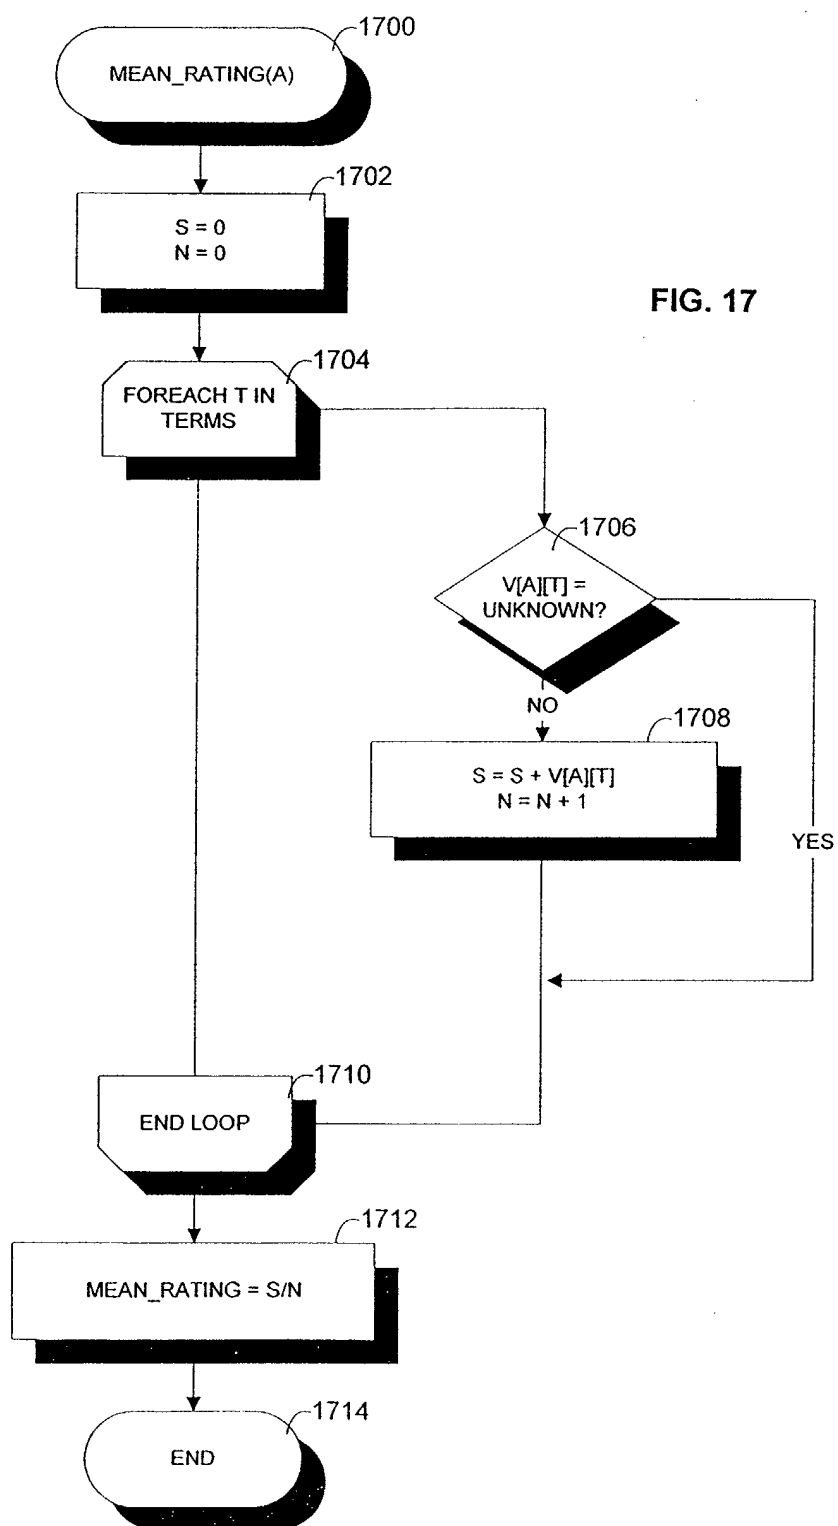 1700
MEAN_RATING(A)
1702
S = 0
N = 0
FIG. 17
1704
FOREACH T IN
TERMS
1706
V[A][T] =
UNKNOWN?
NO
1708
S = S + V[A][T]
N = N + 1
YES
1710
END LOOP
1712
MEAN_RATING = S/N
1714
END